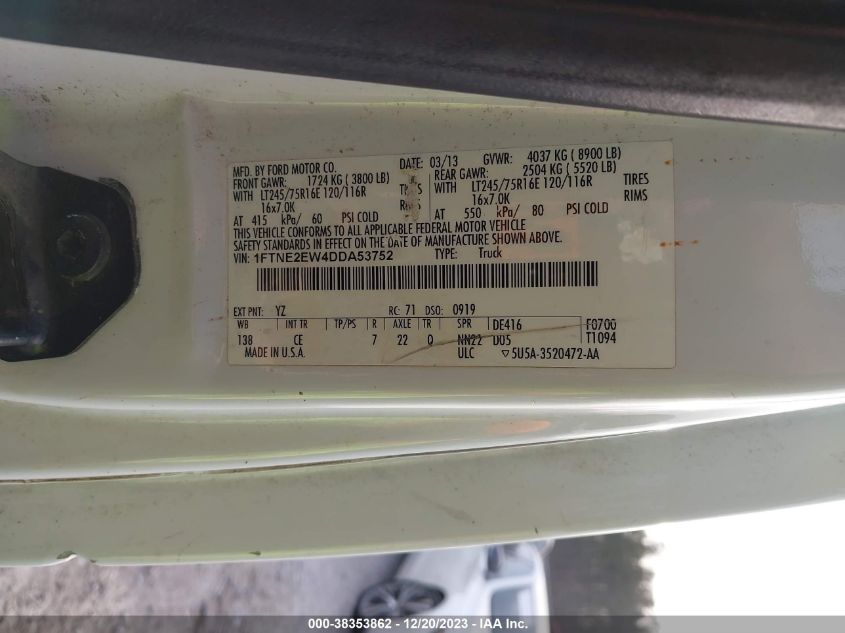 MFD. BY FORD MOTOR CO.
DATE: 03/13 GVWR: 4037 KG ( 8900 LB)
FRONT GAWR: 1724 KG ( 3800 LB) REAR GAWR: 2504 KG ( 5520 LB)
WITH LT245/75R16E 120/116R TIRES WITH LT245/75R16E 120/116R TIRES
16x7.0K RIMS 16x7.0K RIMS
AT 415 kPa/ 60 PSI COLD AT 550 kPa/ 80 PSI COLD
THIS VEHICLE CONFORMS TO ALL APPLICABLE FEDERAL MOTOR VEHICLE
SAFETY STANDARDS IN EFFECT ON THE DATE OF MANUFACTURE SHOWN ABOVE.
VIN: 1FTNE2EW4DDA53752 TYPE: Truck
EXT PNT: YZ RC: 71 DSO: 0919
WB INT TR TP/PS R AXLE TR SPR DE416 F0700
138 CE 7 22 Q NN22 D05 T1094
MADE IN U.S.A. ULC ▽5U5A-3520472-AA
000-38353862 - 12/20/2023 - IAA Inc.